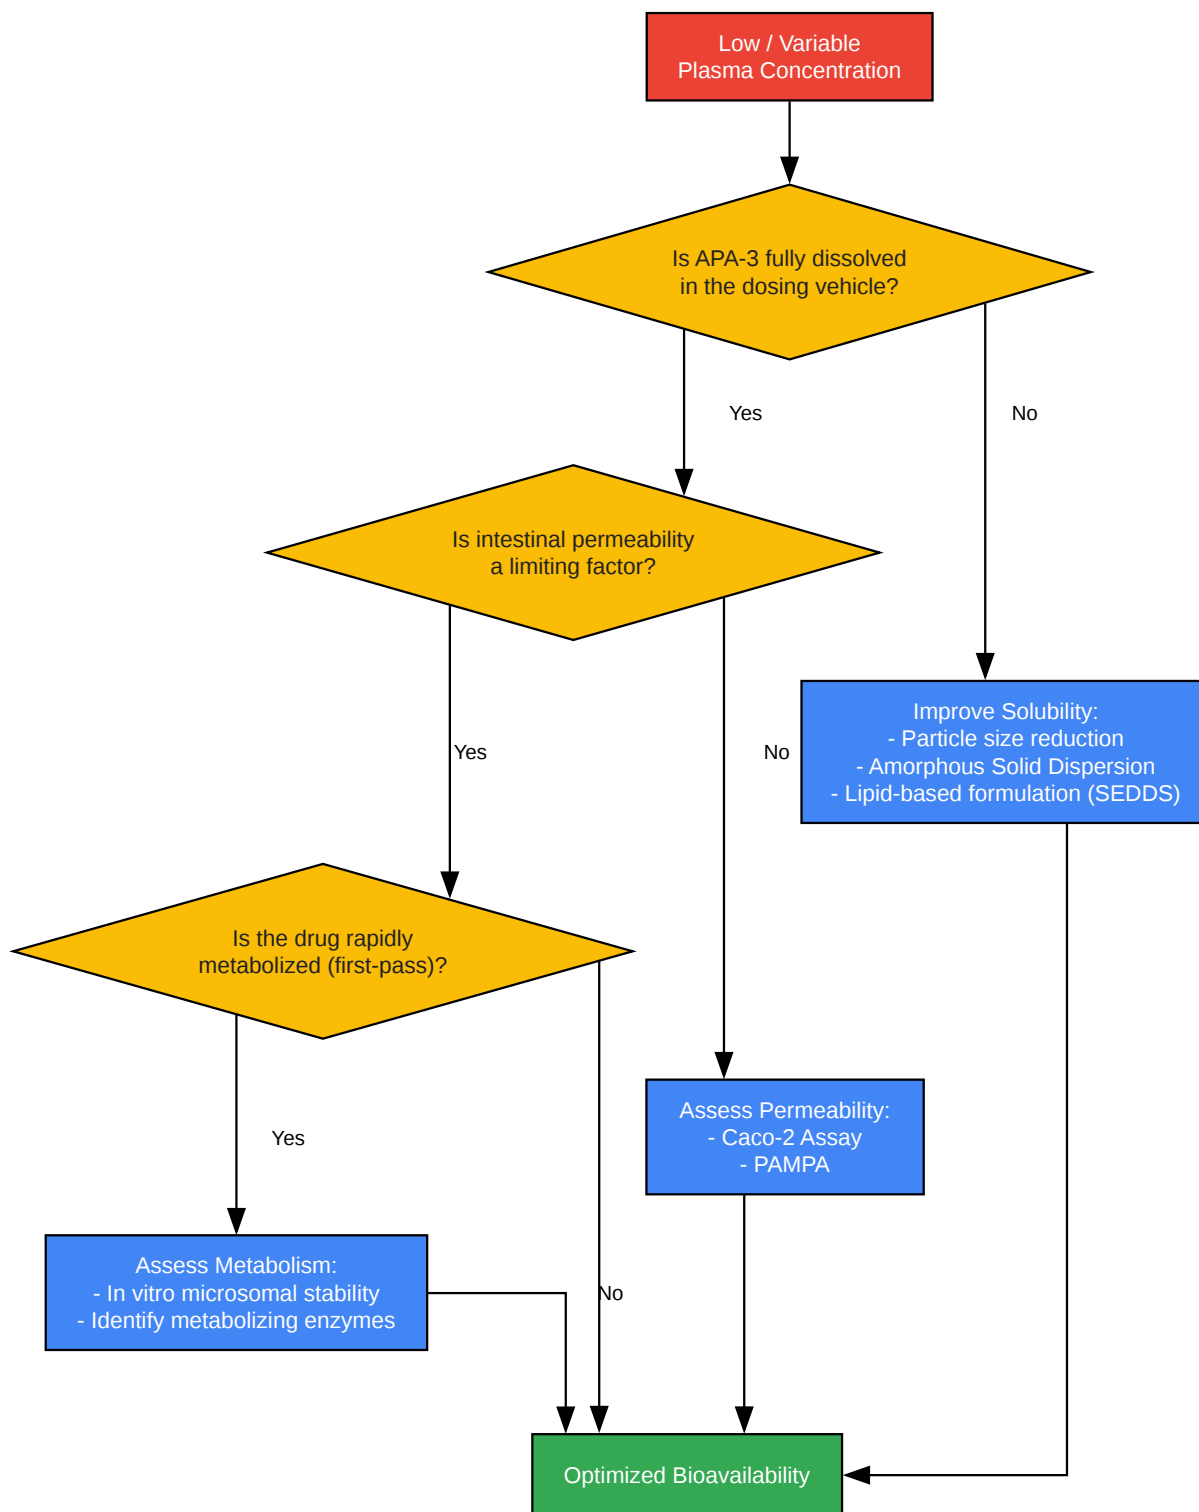 Low / Variable
Plasma Concentration
Is APA-3 fully dissolved
in the dosing vehicle?
Yes
No
Is intestinal permeability
a limiting factor?
Improve Solubility:
- Particle size reduction
- Amorphous Solid Dispersion
- Lipid-based formulation (SEDDS)
Yes
No
Is the drug rapidly
metabolized (first-pass)?
Assess Permeability:
- Caco-2 Assay
- PAMPA
Yes
Assess Metabolism:
- In vitro microsomal stability
- Identify metabolizing enzymes
No
Optimized Bioavailability